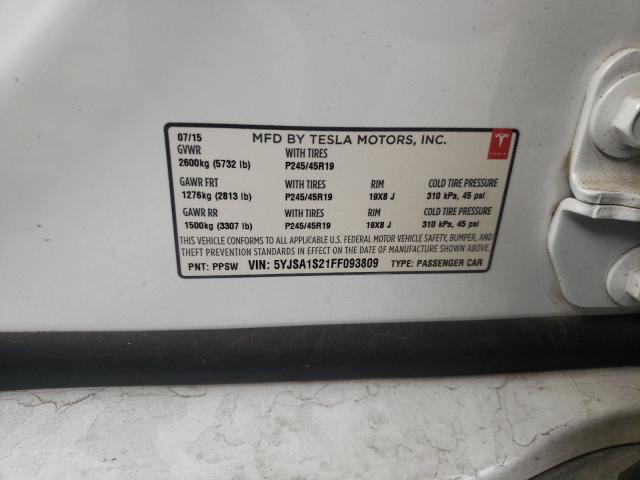 07/15 MFD BY TESLA MOTORS, INC.
GVWR WITH TIRES
2600kg (5732 lb) P245/45R19
TESLA
GAWR FRT WITH TIRES RIM COLD TIRE PRESSURE
1276kg (2813 lb) P245/45R19 19X8 J 310 kPa, 45 psi
GAWR RR WITH TIRES RIM COLD TIRE PRESSURE
1500kg (3307 lb) P245/45R19 19X8 J 310 kPa, 45 psi
THIS VEHICLE CONFORMS TO ALL APPLICABLE U.S. FEDERAL MOTOR VEHICLE SAFETY, BUMPER, AND
THEFT PREVENTION STANDARDS IN EFFECT ON THE DATE OF MANUFACTURE SHOWN ABOVE.
PNT: PPSW VIN: 5YJSA1S21FF093809 TYPE: PASSENGER CAR